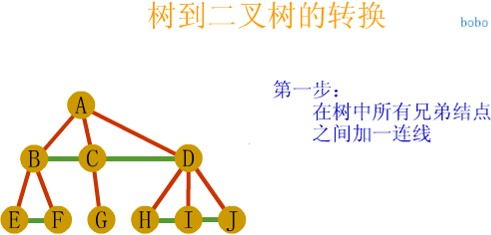 树到二叉树的转换
bobo
第一步：
在树中所有兄弟结点
之间加一连线
A
B C D
E F G H I J